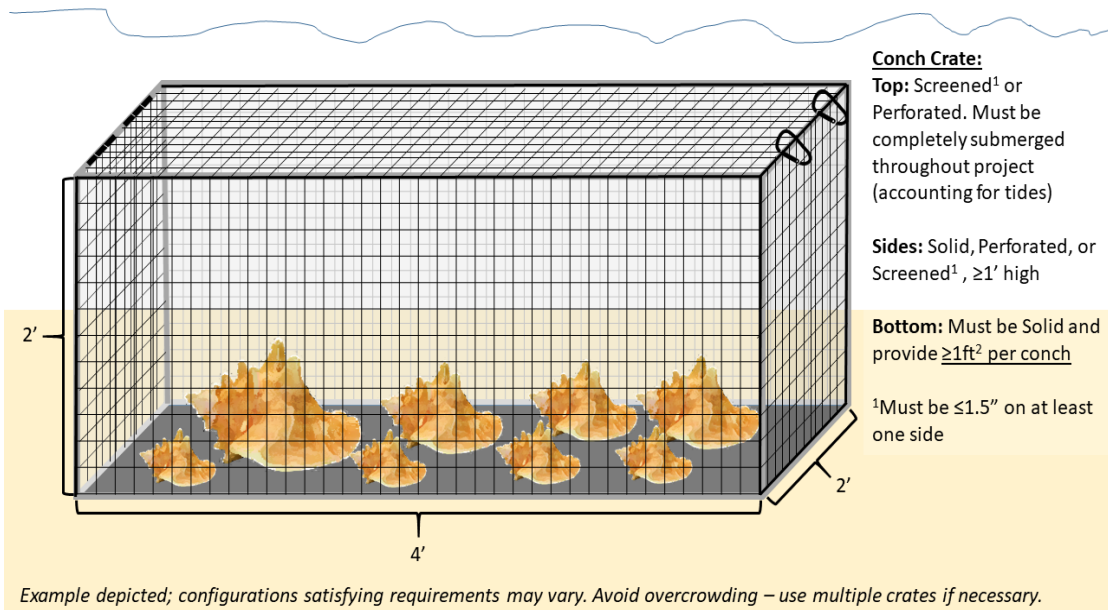 Conch Crate:
Top: Screened¹ or
Perforated. Must be
completely submerged
throughout project
(accounting for tides)
Sides: Solid, Perforated, or
Screened¹ , ≥1’ high
Bottom: Must be Solid and
provide ≥1ft² per conch
¹Must be ≤1.5” on at least
one side
2’
2’
4’
Example depicted; configurations satisfying requirements may vary. Avoid overcrowding – use multiple crates if necessary.